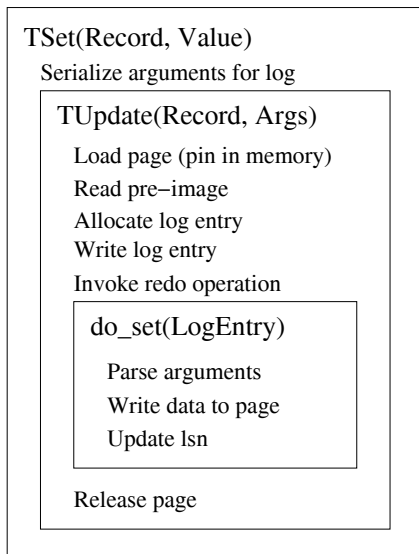 TSet(Record, Value)
Serialize arguments for log
TUpdate(Record, Args)
Load page (pin in memory)
Read pre−image
Allocate log entry
Write log entry
Invoke redo operation
do_set(LogEntry)
Parse arguments
Write data to page
Update lsn
Release page